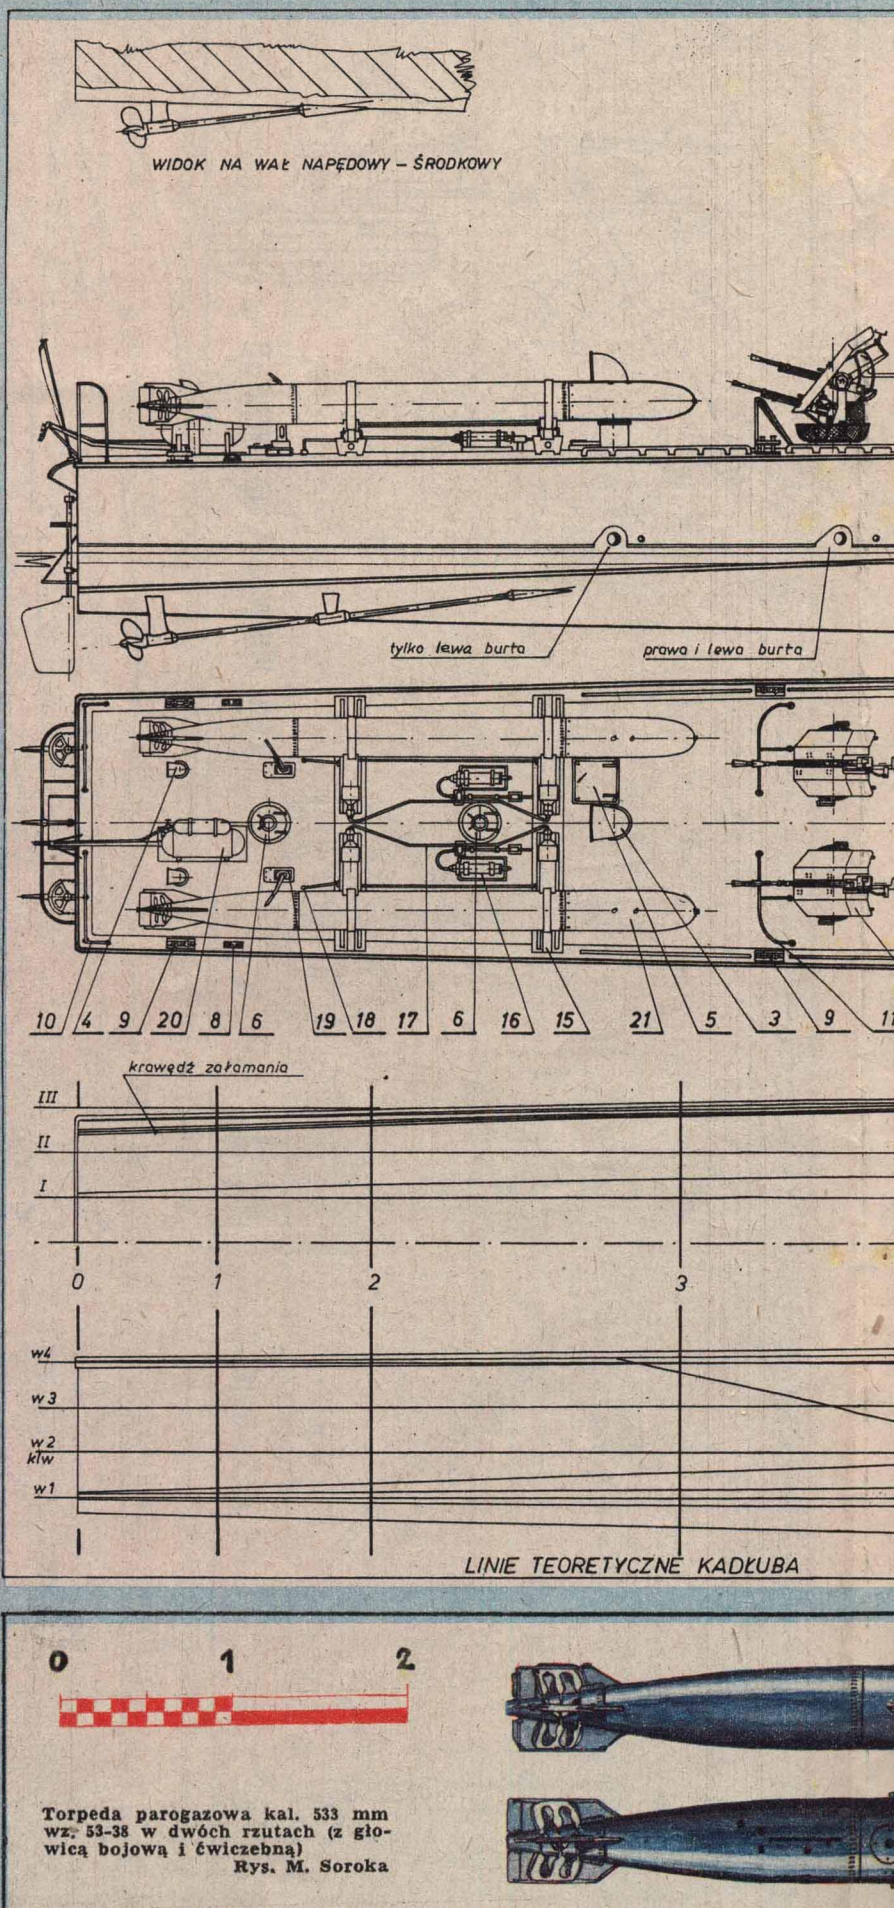 WIDOK NA WAŁ NAPĘDOWY – ŚRODKOWY
tylko lewa burta
prawa i lewa burta
10 4 9 20 8 6 19 18 17 6 16 15 21 5 3 9 11
krawędź załamania
III
II
I
0 1 2 3
w4
w3
w2
klw
w1
LINIE TEORETYCZNE KADŁUBA
0 1 2
Torpeda parogazowa kal. 533 mm
wz. 53-38 w dwóch rzutach (z gło-
wicą bojową i ćwiczebną)
Rys. M. Soroka